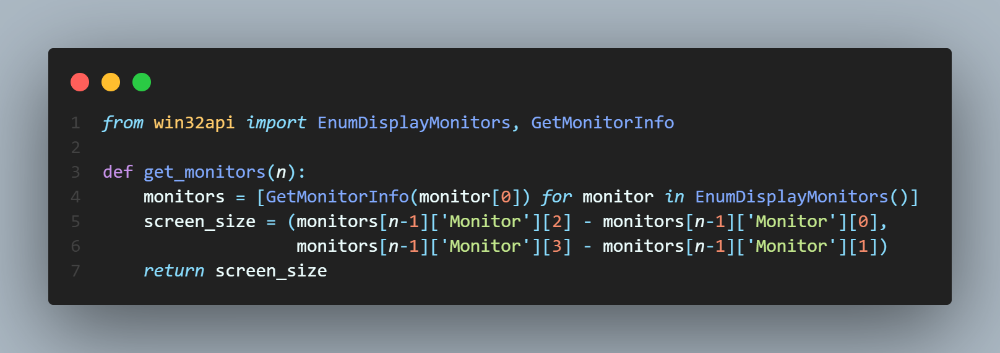 1 from win32api import EnumDisplayMonitors, GetMonitorInfo
2
3 def get_monitors(n):
4     monitors = [GetMonitorInfo(monitor[0]) for monitor in EnumDisplayMonitors()]
5     screen_size = (monitors[n-1]['Monitor'][2] - monitors[n-1]['Monitor'][0],
6                    monitors[n-1]['Monitor'][3] - monitors[n-1]['Monitor'][1])
7     return screen_size